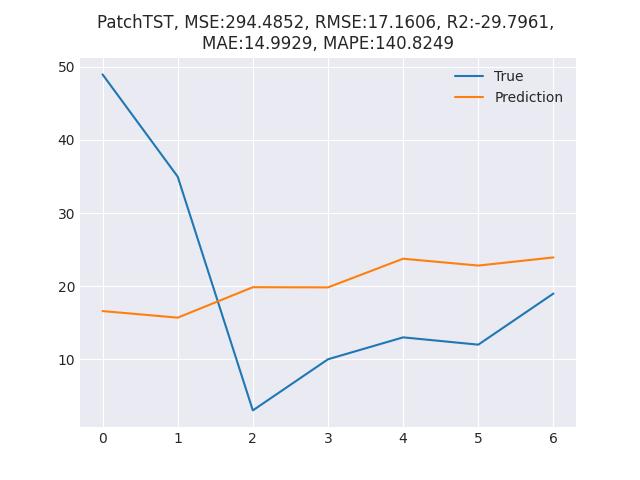 PatchTST, MSE:294.4852, RMSE:17.1606, R2:-29.7961,
MAE:14.9929, MAPE:140.8249
True
Prediction
50
40
30
20
10
0 1 2 3 4 5 6